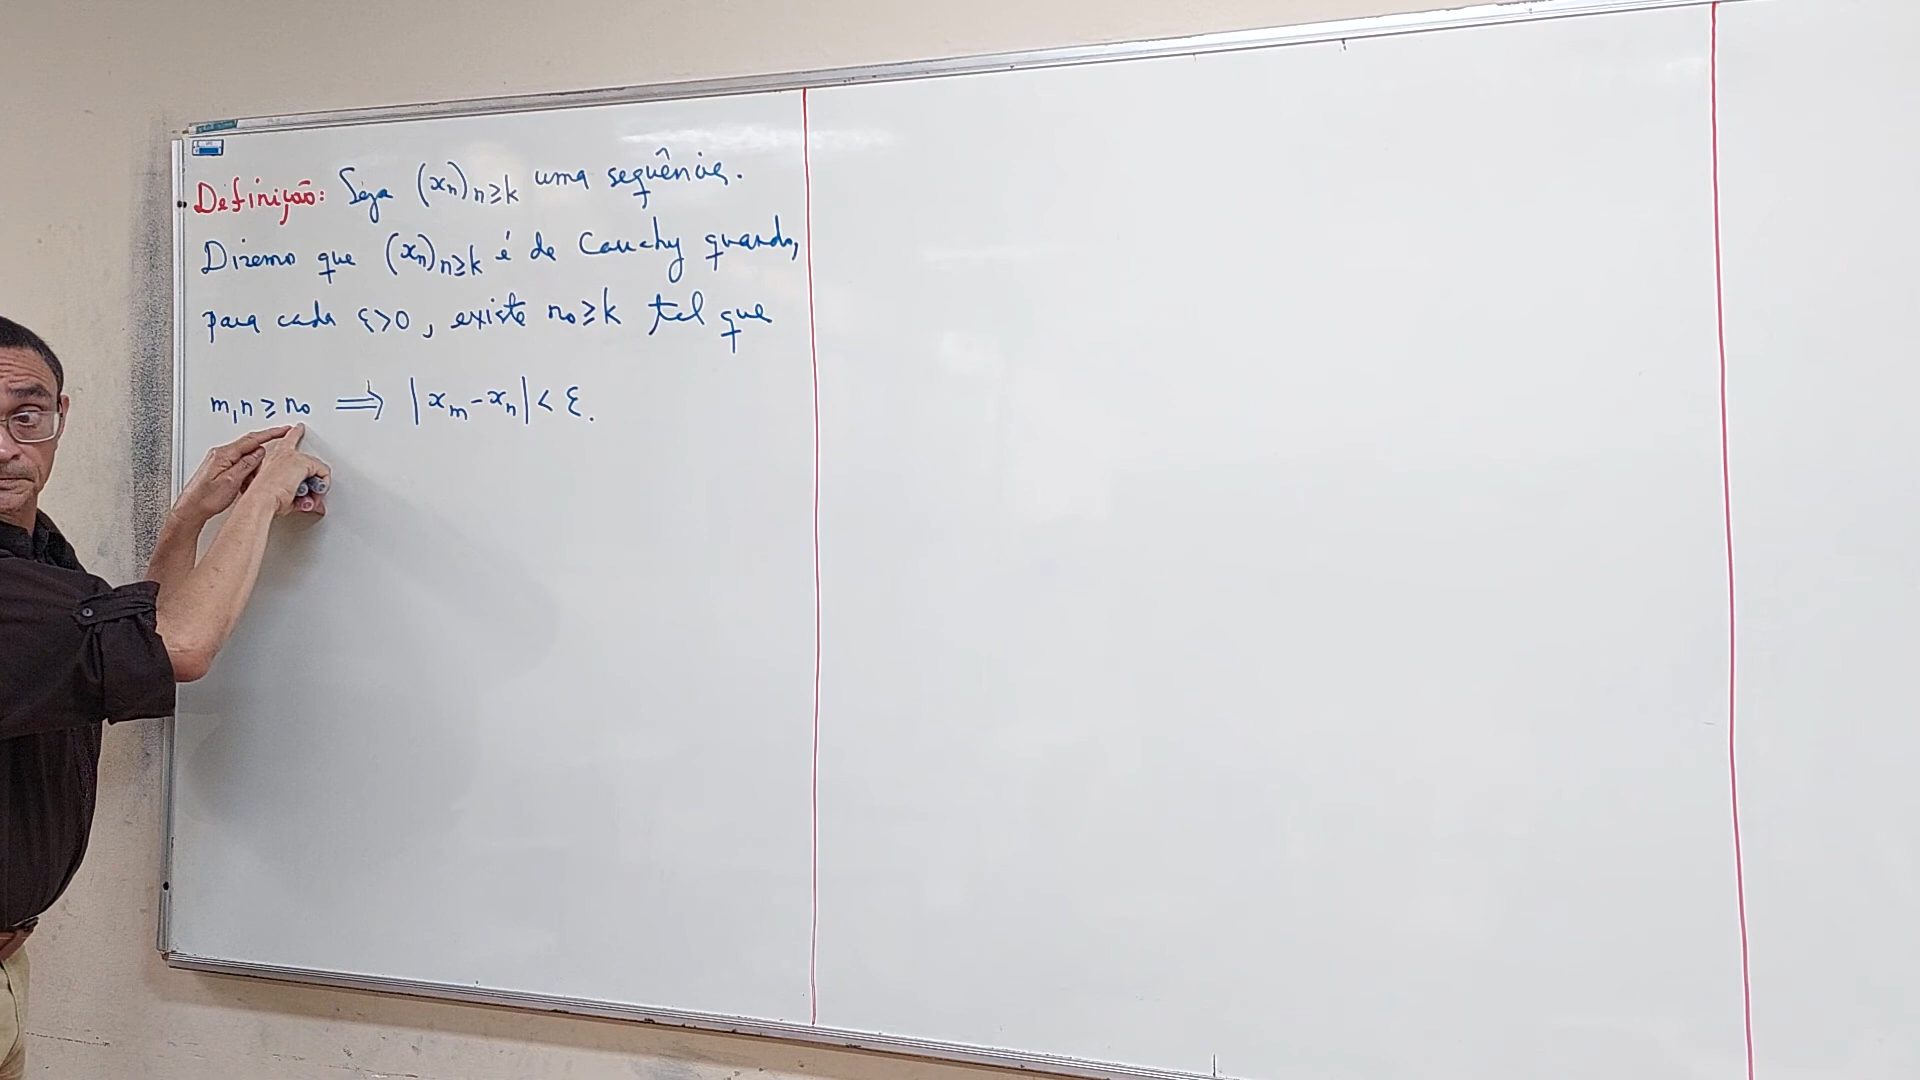 Definição: Seja (xn)n≥k uma sequência.
Dizemo que (xn)n≥k é de Cauchy quando,
para cada ε>0, existe n₀≥k tal que
m,n ≥ n₀ ⟹ |xm-xn| < ε.